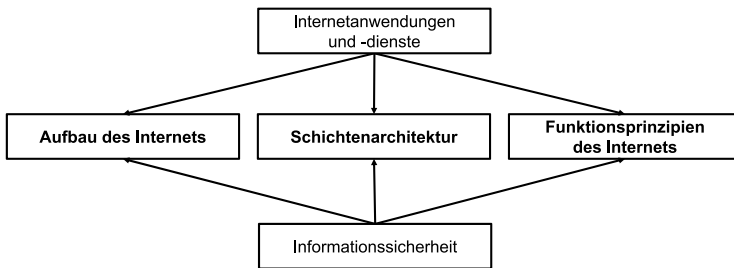 Internetanwendungen
und -dienste
Aufbau des Internets
Schichtenarchitektur
Funktionsprinzipien
des Internets
Informationssicherheit